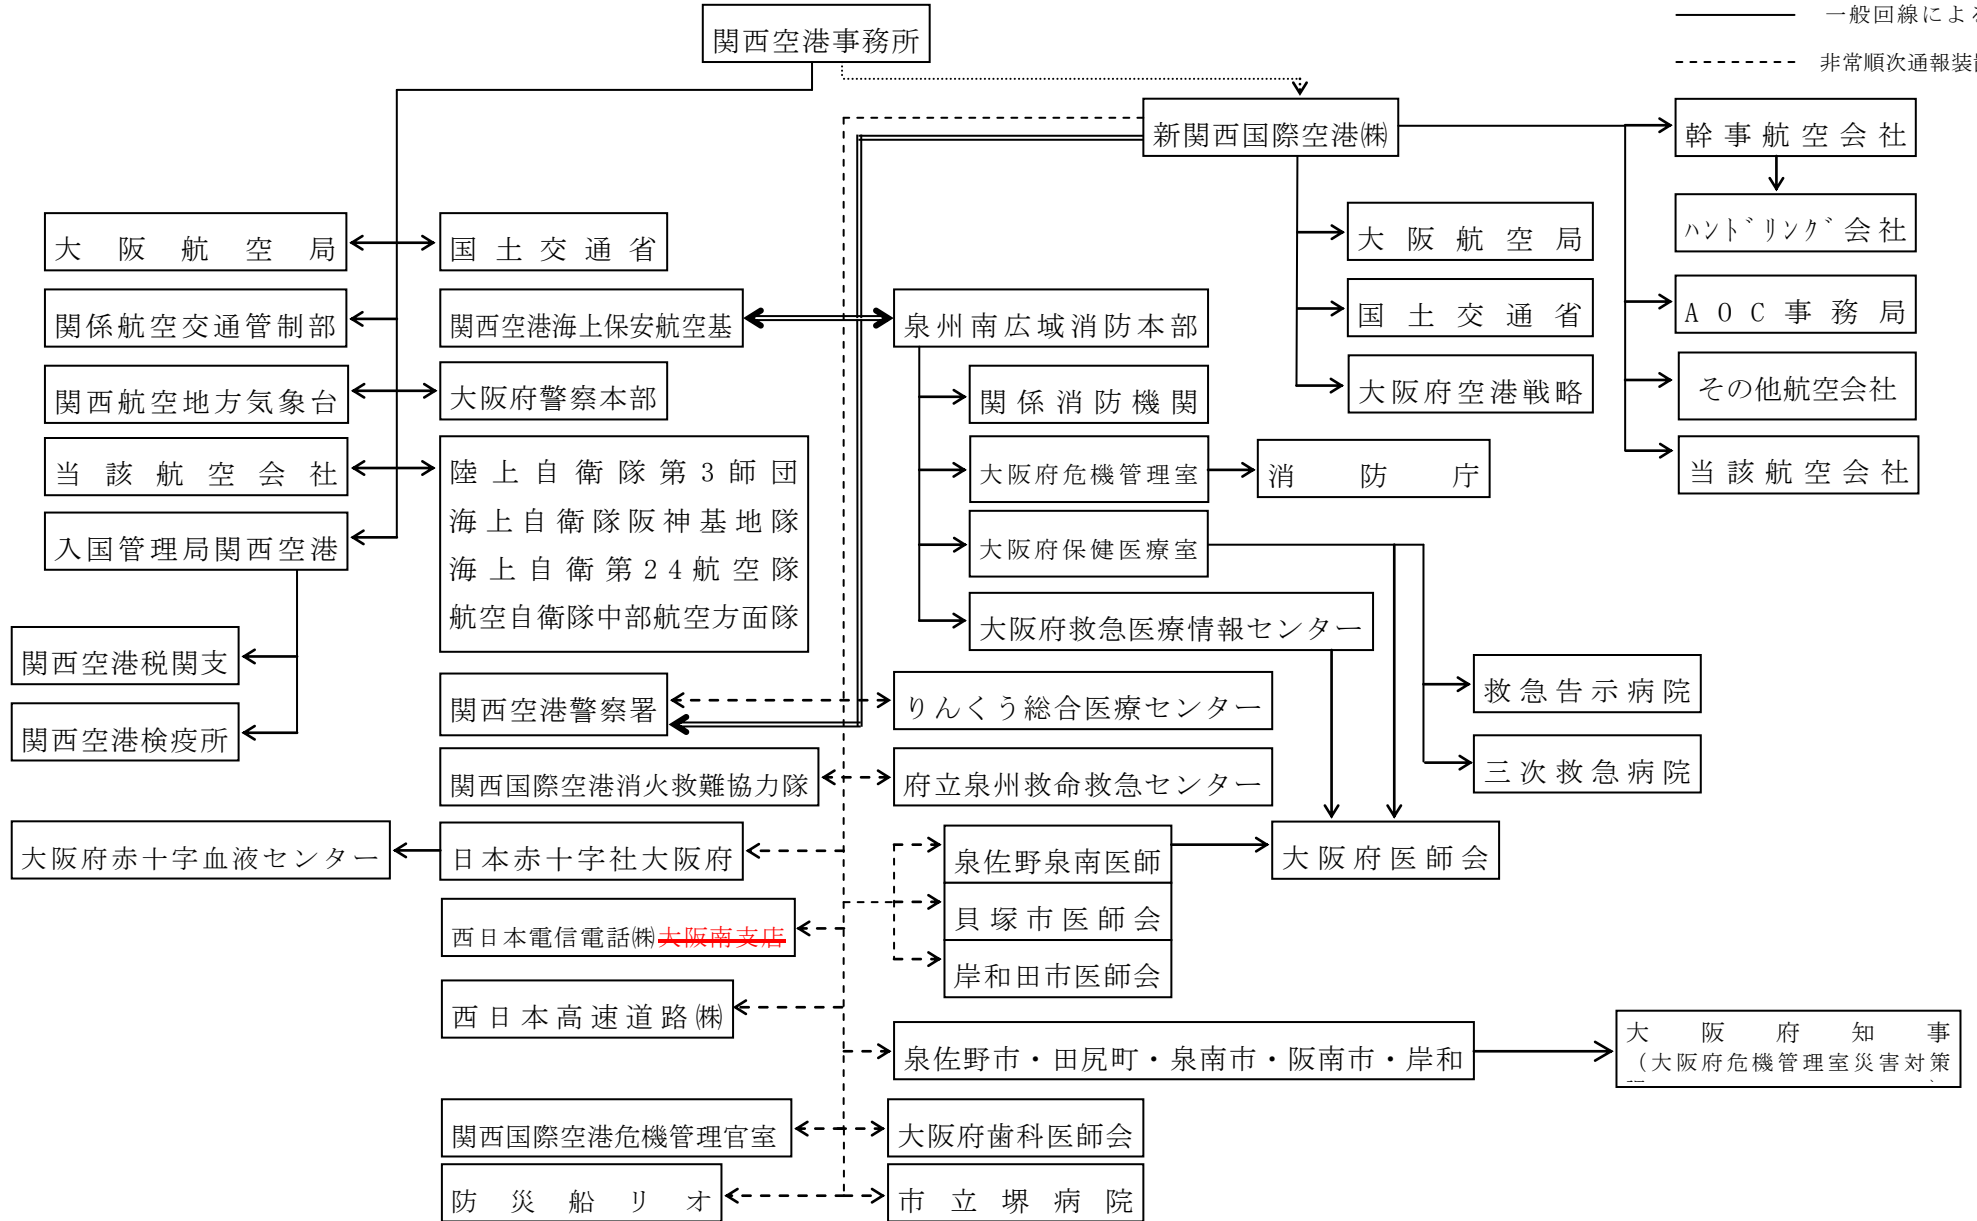 関西空港事務所
一般回線による
非常順次通報装
新関西国際空港㈱
幹事航空会社
ﾊﾝﾄﾞﾘﾝｸﾞ会社
大阪航空局
国土交通省
大阪航空局
関係航空交通管制部
関西空港海上保安航空基
泉州南広域消防本部
国土交通省
AOC事務局
関西航空地方気象台
大阪府警察本部
関係消防機関
大阪府空港戦略
その他航空会社
当該航空会社
陸上自衛隊第3師団
海上自衛隊阪神基地隊
海上自衛第24航空隊
航空自衛隊中部航空方面隊
大阪府危機管理室
消防庁
当該航空会社
入国管理局関西空港
大阪府保健医療室
大阪府救急医療情報センター
関西空港税関支
関西空港検疫所
関西空港警察署
りんくう総合医療センター
救急告示病院
関西国際空港消火救難協力隊
府立泉州救命救急センター
三次救急病院
大阪府赤十字血液センター
日本赤十字社大阪府
泉佐野泉南医師
大阪府医師会
貝塚市医師会
西日本電信電話㈱大阪南支店
岸和田市医師会
西日本高速道路㈱
泉佐野市・田尻町・泉南市・阪南市・岸和
大阪府知事
（大阪府危機管理室災害対策
関西国際空港危機管理官室
大阪府歯科医師会
防災船リオ
市立堺病院